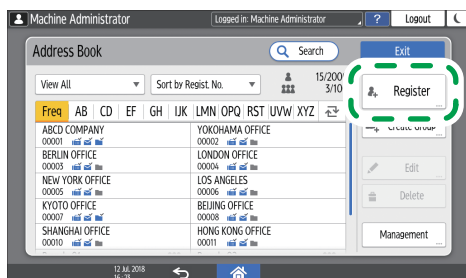 Machine Administrator
Logged in: Machine Administrator
?
Logout
Address Book
Search
Exit
View All
Sort by Regist. No.
15/2000
3/10
Register
Freq AB CD EF GH IJK LMN OPQ RST UVW XYZ
Create Group
ABCD COMPANY
00001
YOKOHAMA OFFICE
00002
BERLIN OFFICE
00003
LONDON OFFICE
00004
Edit
NEW YORK OFFICE
00005
LOS ANGELES
00006
Delete
KYOTO OFFICE
00007
BEIJING OFFICE
00008
SHANGHAI OFFICE
00010
HONG KONG OFFICE
00011
Management
12 Jul. 2018